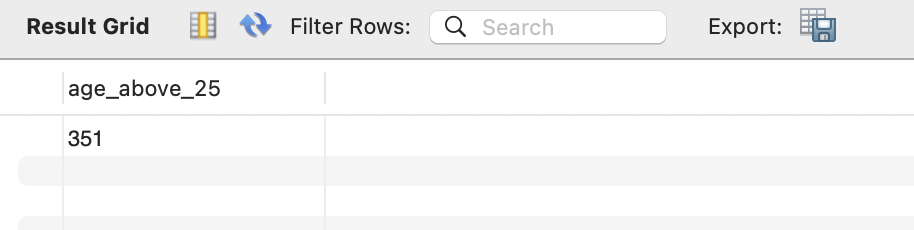 Result Grid Filter Rows: Search Export:
age_above_25
351